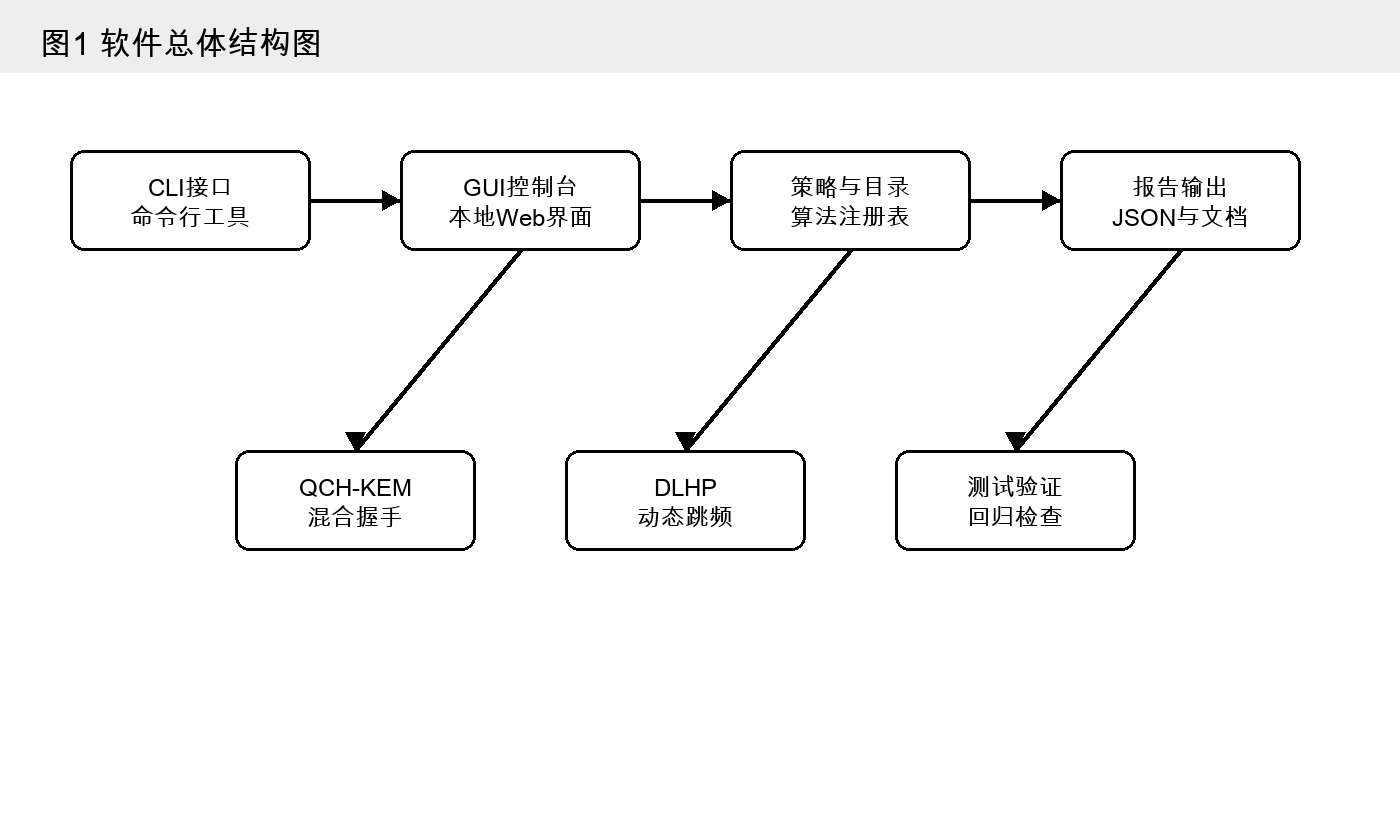 图1 软件总体结构图
CLI接口
命令行工具
GUI控制台
本地Web界面
策略与目录
算法注册表
报告输出
JSON与文档
QCH-KEM
混合握手
DLHP
动态跳频
测试验证
回归检查